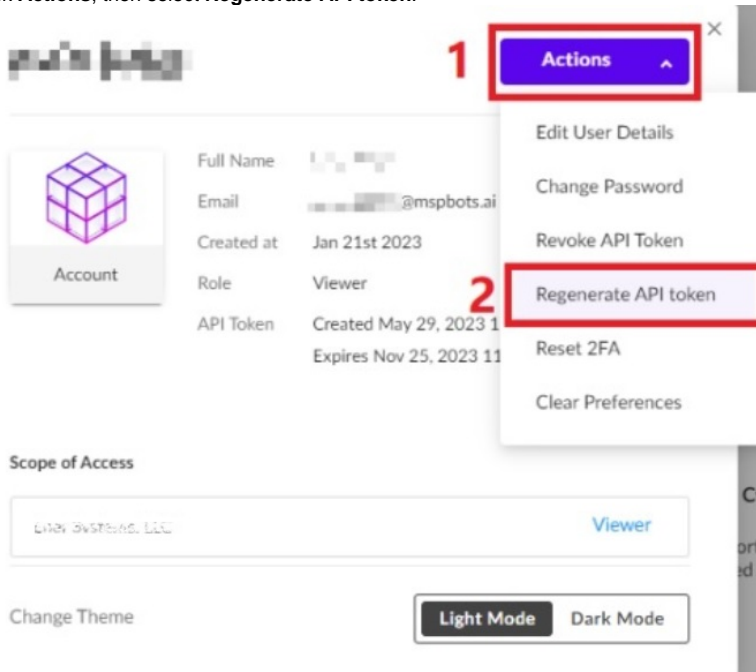 Actions, then select Regenerate API token.
1
Actions
Edit User Details
Full Name
Email @mspbots.ai
Change Password
Created at Jan 21st 2023
Revoke API Token
Account
Role Viewer
2
Regenerate API token
API Token Created May 29, 2023 1
Expires Nov 25, 2023 11
Reset 2FA
Clear Preferences
Scope of Access
Viewer
Change Theme
Light Mode Dark Mode